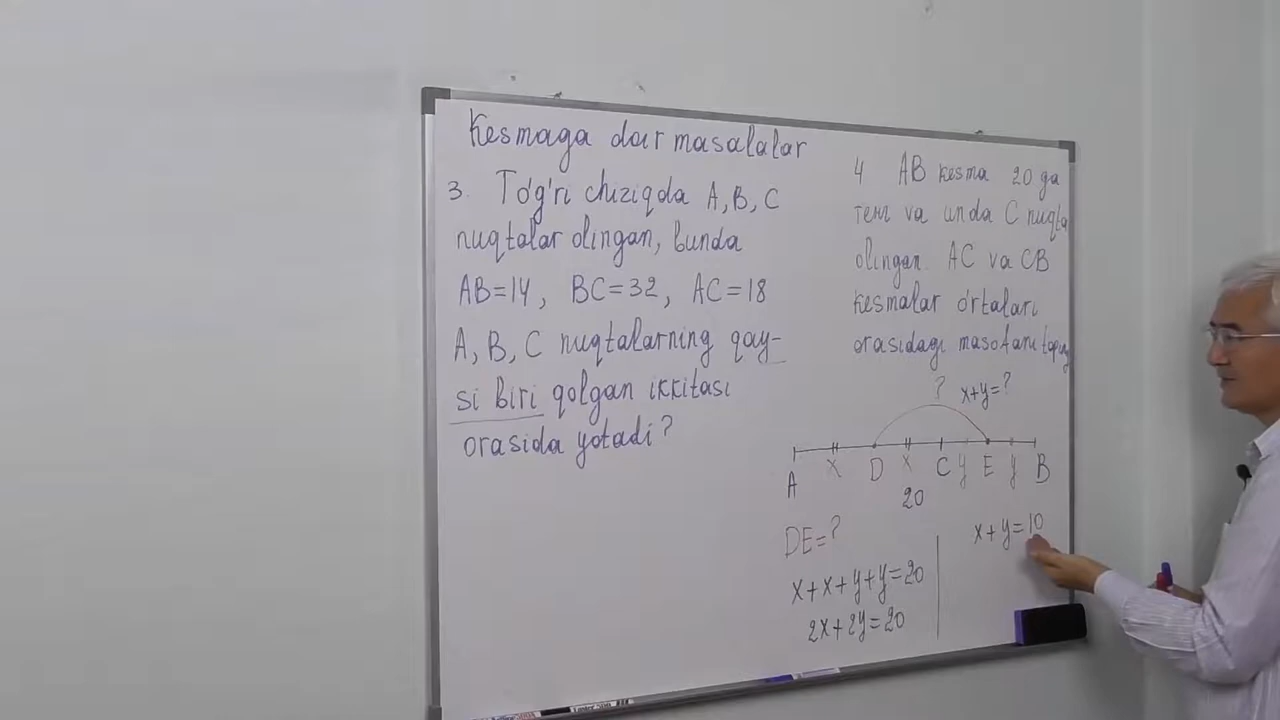 Kesmaga doir masalalar
3. To'g'ri chiziqda A, B, C
nuqtalar olingan, bunda
AB=14, BC=32, AC=18
A, B, C nuqtalarning qay-
si biri qolgan ikkitasi
orasida yotadi?
4 AB kesma 20 ga
teng va unda C nuqta
olingan. AC va CB
kesmalar o'rtalari
orasidagi masofani toping
? x+y=?
A x D x C y E y B
20
DE=?
x+x+y+y=20
2x+2y=20
x+y=10